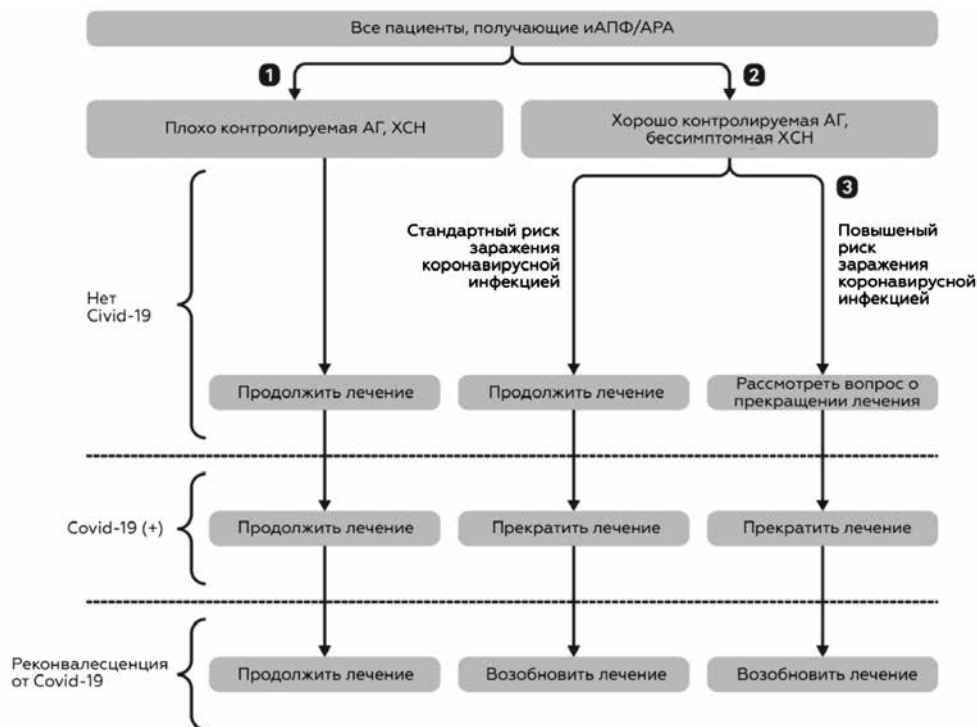 Все пациенты, получающие иАПФ/АРА
1
2
Плохо контролируемая АГ, ХСН
Хорошо контролируемая АГ,
бессимптомная ХСН
3
Стандартный риск
заражения
коронавирусной
инфекцией
Повышеный
риск
заражения
коронавирусной
инфекцией
Нет
Civid-19
Продолжить лечение
Продолжить лечение
Рассмотреть вопрос о
прекращении лечения
Covid-19 (+)
Продолжить лечение
Прекратить лечение
Прекратить лечение
Реконвалесценция
от Covid-19
Продолжить лечение
Возобновить лечение
Возобновить лечение